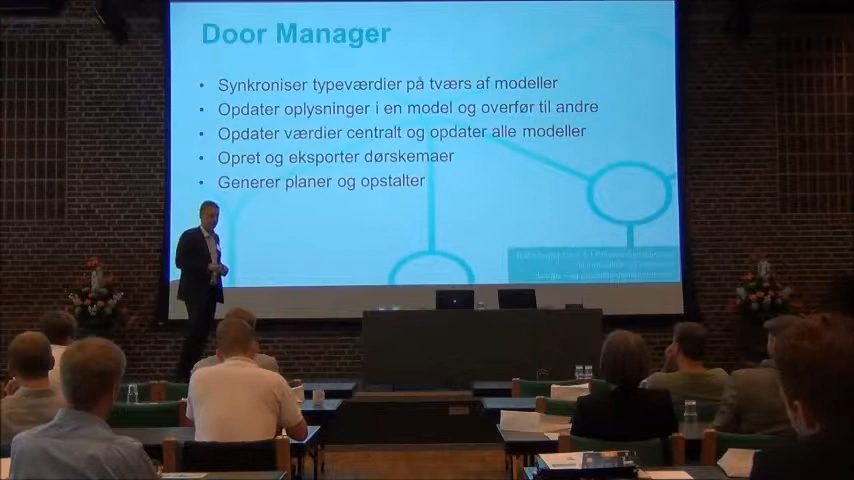 Door Manager
• Synkroniser typeværdier på tværs af modeller
• Opdater oplysninger i en model og overfør til andre
• Opdater værdier centralt og opdater alle modeller
• Opret og eksporter dørskemaer
• Generer planer og opstalter